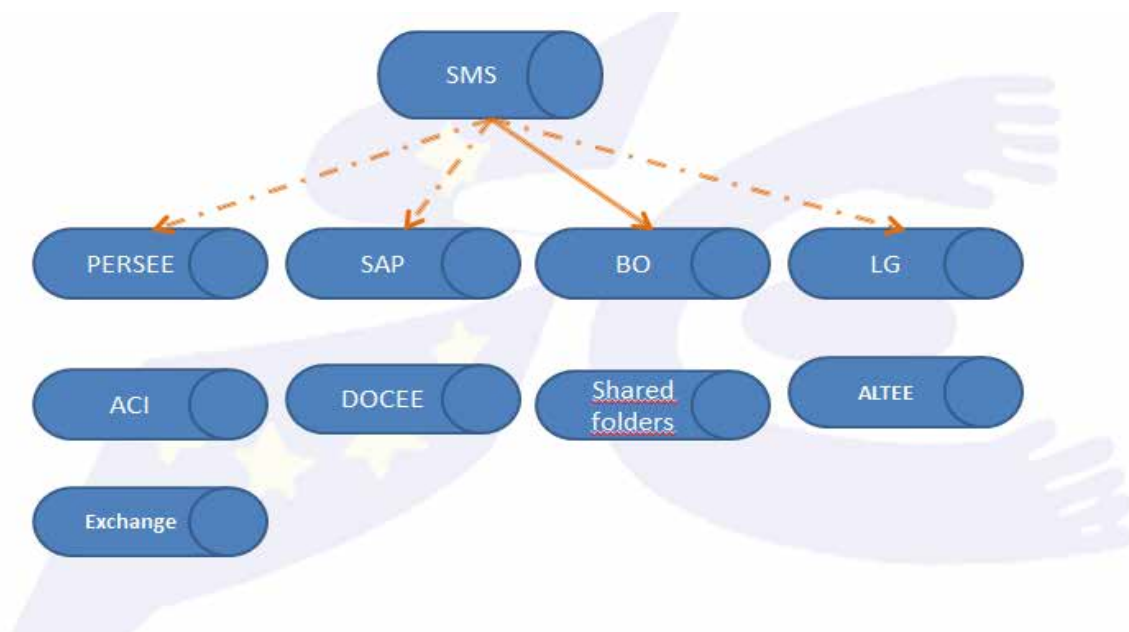 SMS
PERSEE
SAP
BO
LG
ACI
DOCEE
Shared
folders
ALTEE
Exchange